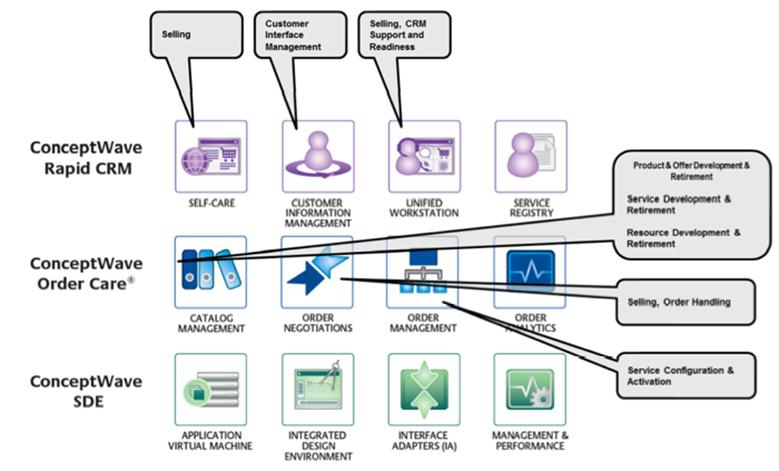 Selling
Customer
Interface
Management
Selling, CRM
Support and
Readiness
ConceptWave
Rapid CRM
SELF-CARE
CUSTOMER
INFORMATION
MANAGEMENT
UNIFIED
WORKSTATION
SERVICE
REGISTRY
Product & Offer Development &
Retirement
Service Development &
Retirement
Resource Development &
Retirement
ConceptWave
Order Care®
CATALOG
MANAGEMENT
ORDER
NEGOTIATIONS
ORDER
MANAGEMENT
ORDER
ANALYTICS
Selling, Order Handling
Service Configuration &
Activation
ConceptWave
SDE
APPLICATION
VIRTUAL MACHINE
INTEGRATED
DESIGN
ENVIRONMENT
INTERFACE
ADAPTERS (IA)
MANAGEMENT &
PERFORMANCE